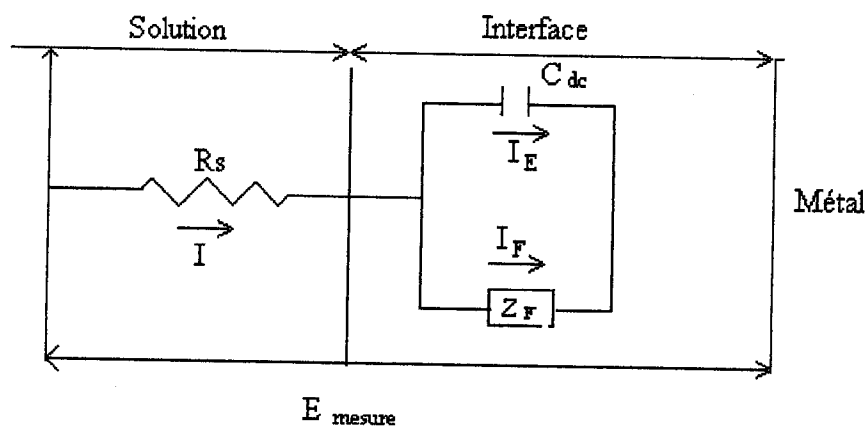 Solution Interface
C dc
I E
Rs
I
Métal
I F
Z F
E mesure